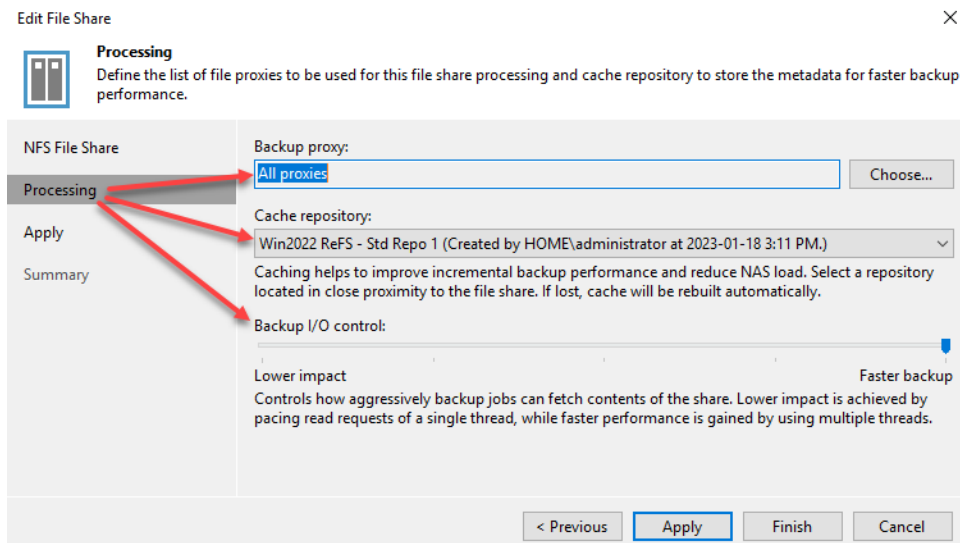 Edit File Share
Processing
Define the list of file proxies to be used for this file share processing and cache repository to store the metadata for faster backup
performance.
NFS File Share
Processing
Apply
Summary
Backup proxy:
All proxies
Choose...
Cache repository:
Win2022 ReFS - Std Repo 1 (Created by HOME\administrator at 2023-01-18 3:11 PM.)
Caching helps to improve incremental backup performance and reduce NAS load. Select a repository
located in close proximity to the file share. If lost, cache will be rebuilt automatically.
Backup I/O control:
Lower impact
Faster backup
Controls how aggressively backup jobs can fetch contents of the share. Lower impact is achieved by
pacing read requests of a single thread, while faster performance is gained by using multiple threads.
< Previous
Apply
Finish
Cancel